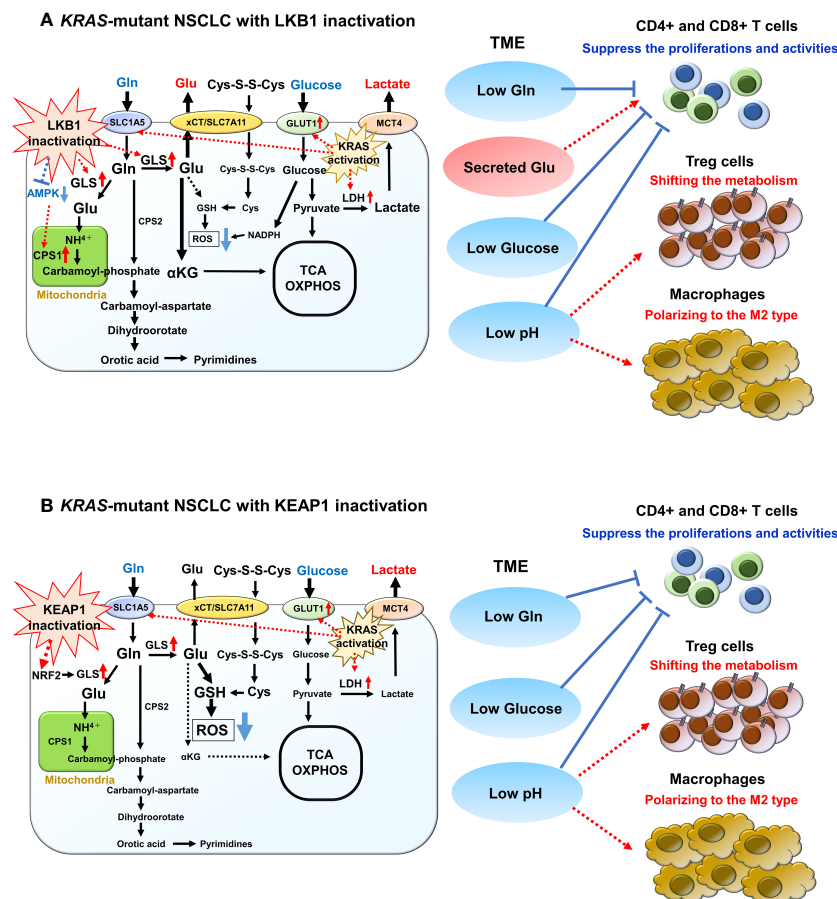 A KRAS-mutant NSCLC with LKB1 inactivation
TME
CD4+ and CD8+ T cells
Suppress the proliferations and activities
Gln
Glu
Cys-S-S-Cys
Glucose
Lactate
SLC1A5
xCT/SLC7A11
GLUT1
MCT4
LKB1
inactivation
KRAS
activation
GLS
Gln
GLS
Glu
Cys-S-S-Cys
Glucose
AMPK
Glu
CPS2
GSH
Cys
Pyruvate
LDH
Lactate
NH⁴⁺
CPS1
ROS
NADPH
Carbamoyl-phosphate
αKG
TCA
OXPHOS
Mitochondria
Carbamoyl-aspartate
Dihydroorotate
Orotic acid
Pyrimidines
Low Gln
Secreted Glu
Low Glucose
Low pH
Treg cells
Shifting the metabolism
Macrophages
Polarizing to the M2 type
B KRAS-mutant NSCLC with KEAP1 inactivation
TME
CD4+ and CD8+ T cells
Suppress the proliferations and activities
Gln
Glu
Cys-S-S-Cys
Glucose
Lactate
SLC1A5
xCT/SLC7A11
GLUT1
MCT4
KEAP1
inactivation
KRAS
activation
Gln
GLS
Glu
Cys-S-S-Cys
Glucose
NRF2
GLS
Glu
CPS2
GSH
Cys
Pyruvate
LDH
Lactate
NH⁴⁺
CPS1
ROS
Carbamoyl-phosphate
αKG
TCA
OXPHOS
Mitochondria
Carbamoyl-aspartate
Dihydroorotate
Orotic acid
Pyrimidines
Low Gln
Low Glucose
Low pH
Treg cells
Shifting the metabolism
Macrophages
Polarizing to the M2 type